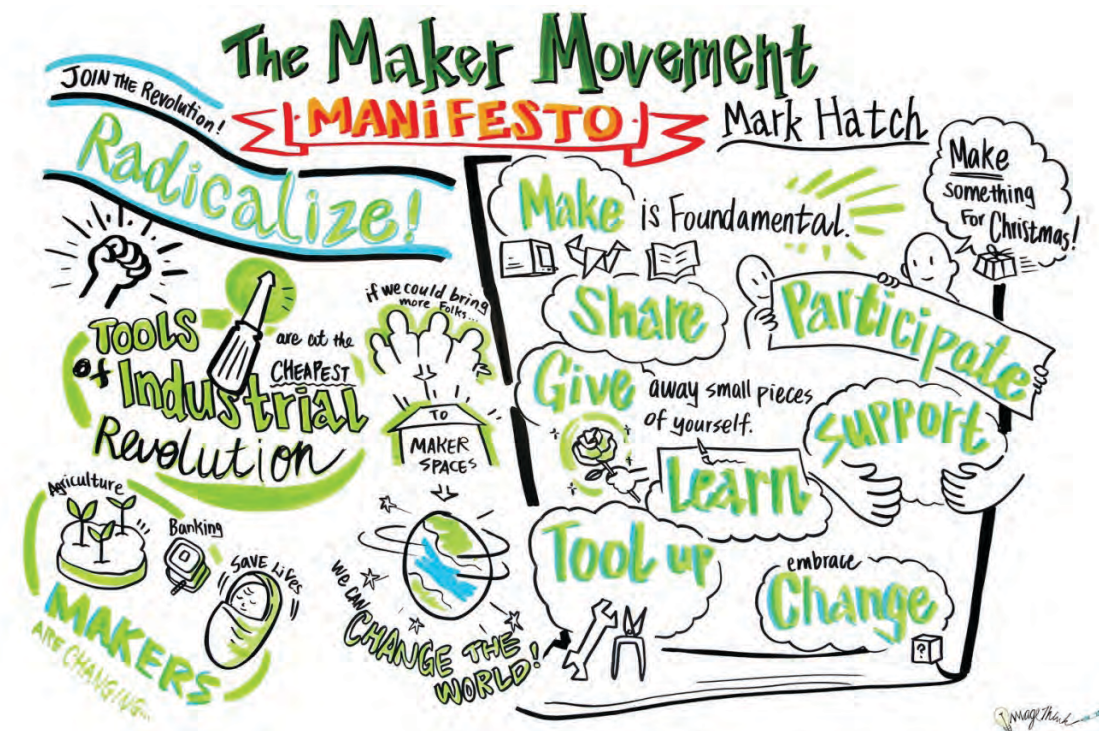 The Maker Movement
MANiFESTO
Mark Hatch
JOIN THE Revolution!
Radicalize!
TOOLS
of Industrial
Revolution
are at the
CHEAPEST
if we could bring
more Folks...
TO
MAKER
SPACES
WE CAN
CHANGE THE
WORLD!
Agriculture
Banking
SAVE LiVes
MAKERS
ARE CHANGING...
Make is Foundamental.
Share
Give away small pieces
of yourself.
Learn
Tool up
Make
something
For Christmas!
Participate
Support
embrace
Change
?
ImageThink